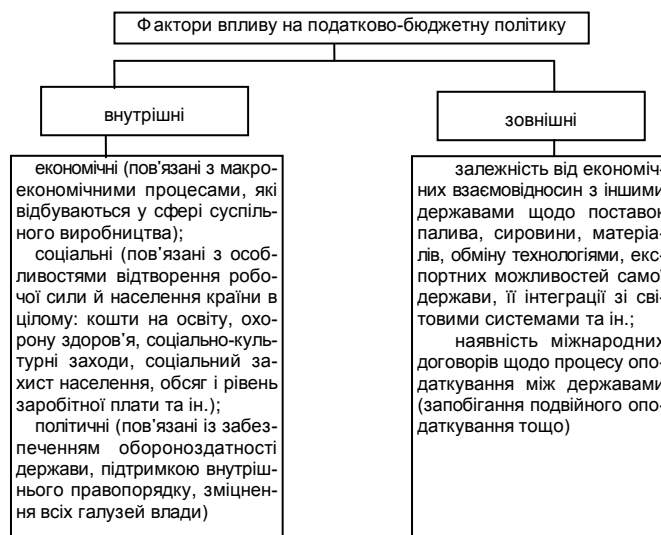 Фактори впливу на податково-бюджетну політику
внутрішні
економічні (пов'язані з макро-
економічними процесами, які
відбуваються у сфері суспіль-
ного виробництва);
соціальні (пов'язані з особ-
ливостями відтворення робо-
чої сили й населення країни в
цілому: кошти на освіту, охо-
рону здоров'я, соціально-куль-
турні заходи, соціальний за-
хист населення, обсяг і рівень
заробітної плати та ін.);
політичні (пов'язані із забез-
печенням обороноздатності
держави, підтримкою внутріш-
нього правопорядку, зміцнен-
ня всіх галузей влади)
зовнішні
залежність від економіч-
них взаємовідносин з іншими
державами щодо поставок
палива, сировини, матеріа-
лів, обміну технологіями, екс-
портних можливостей самої
держави, її інтеграції зі сві-
товими системами та ін.;
наявність міжнародних
договорів щодо процесу опо-
даткування між державами
(запобігання подвійного опо-
даткування тощо)